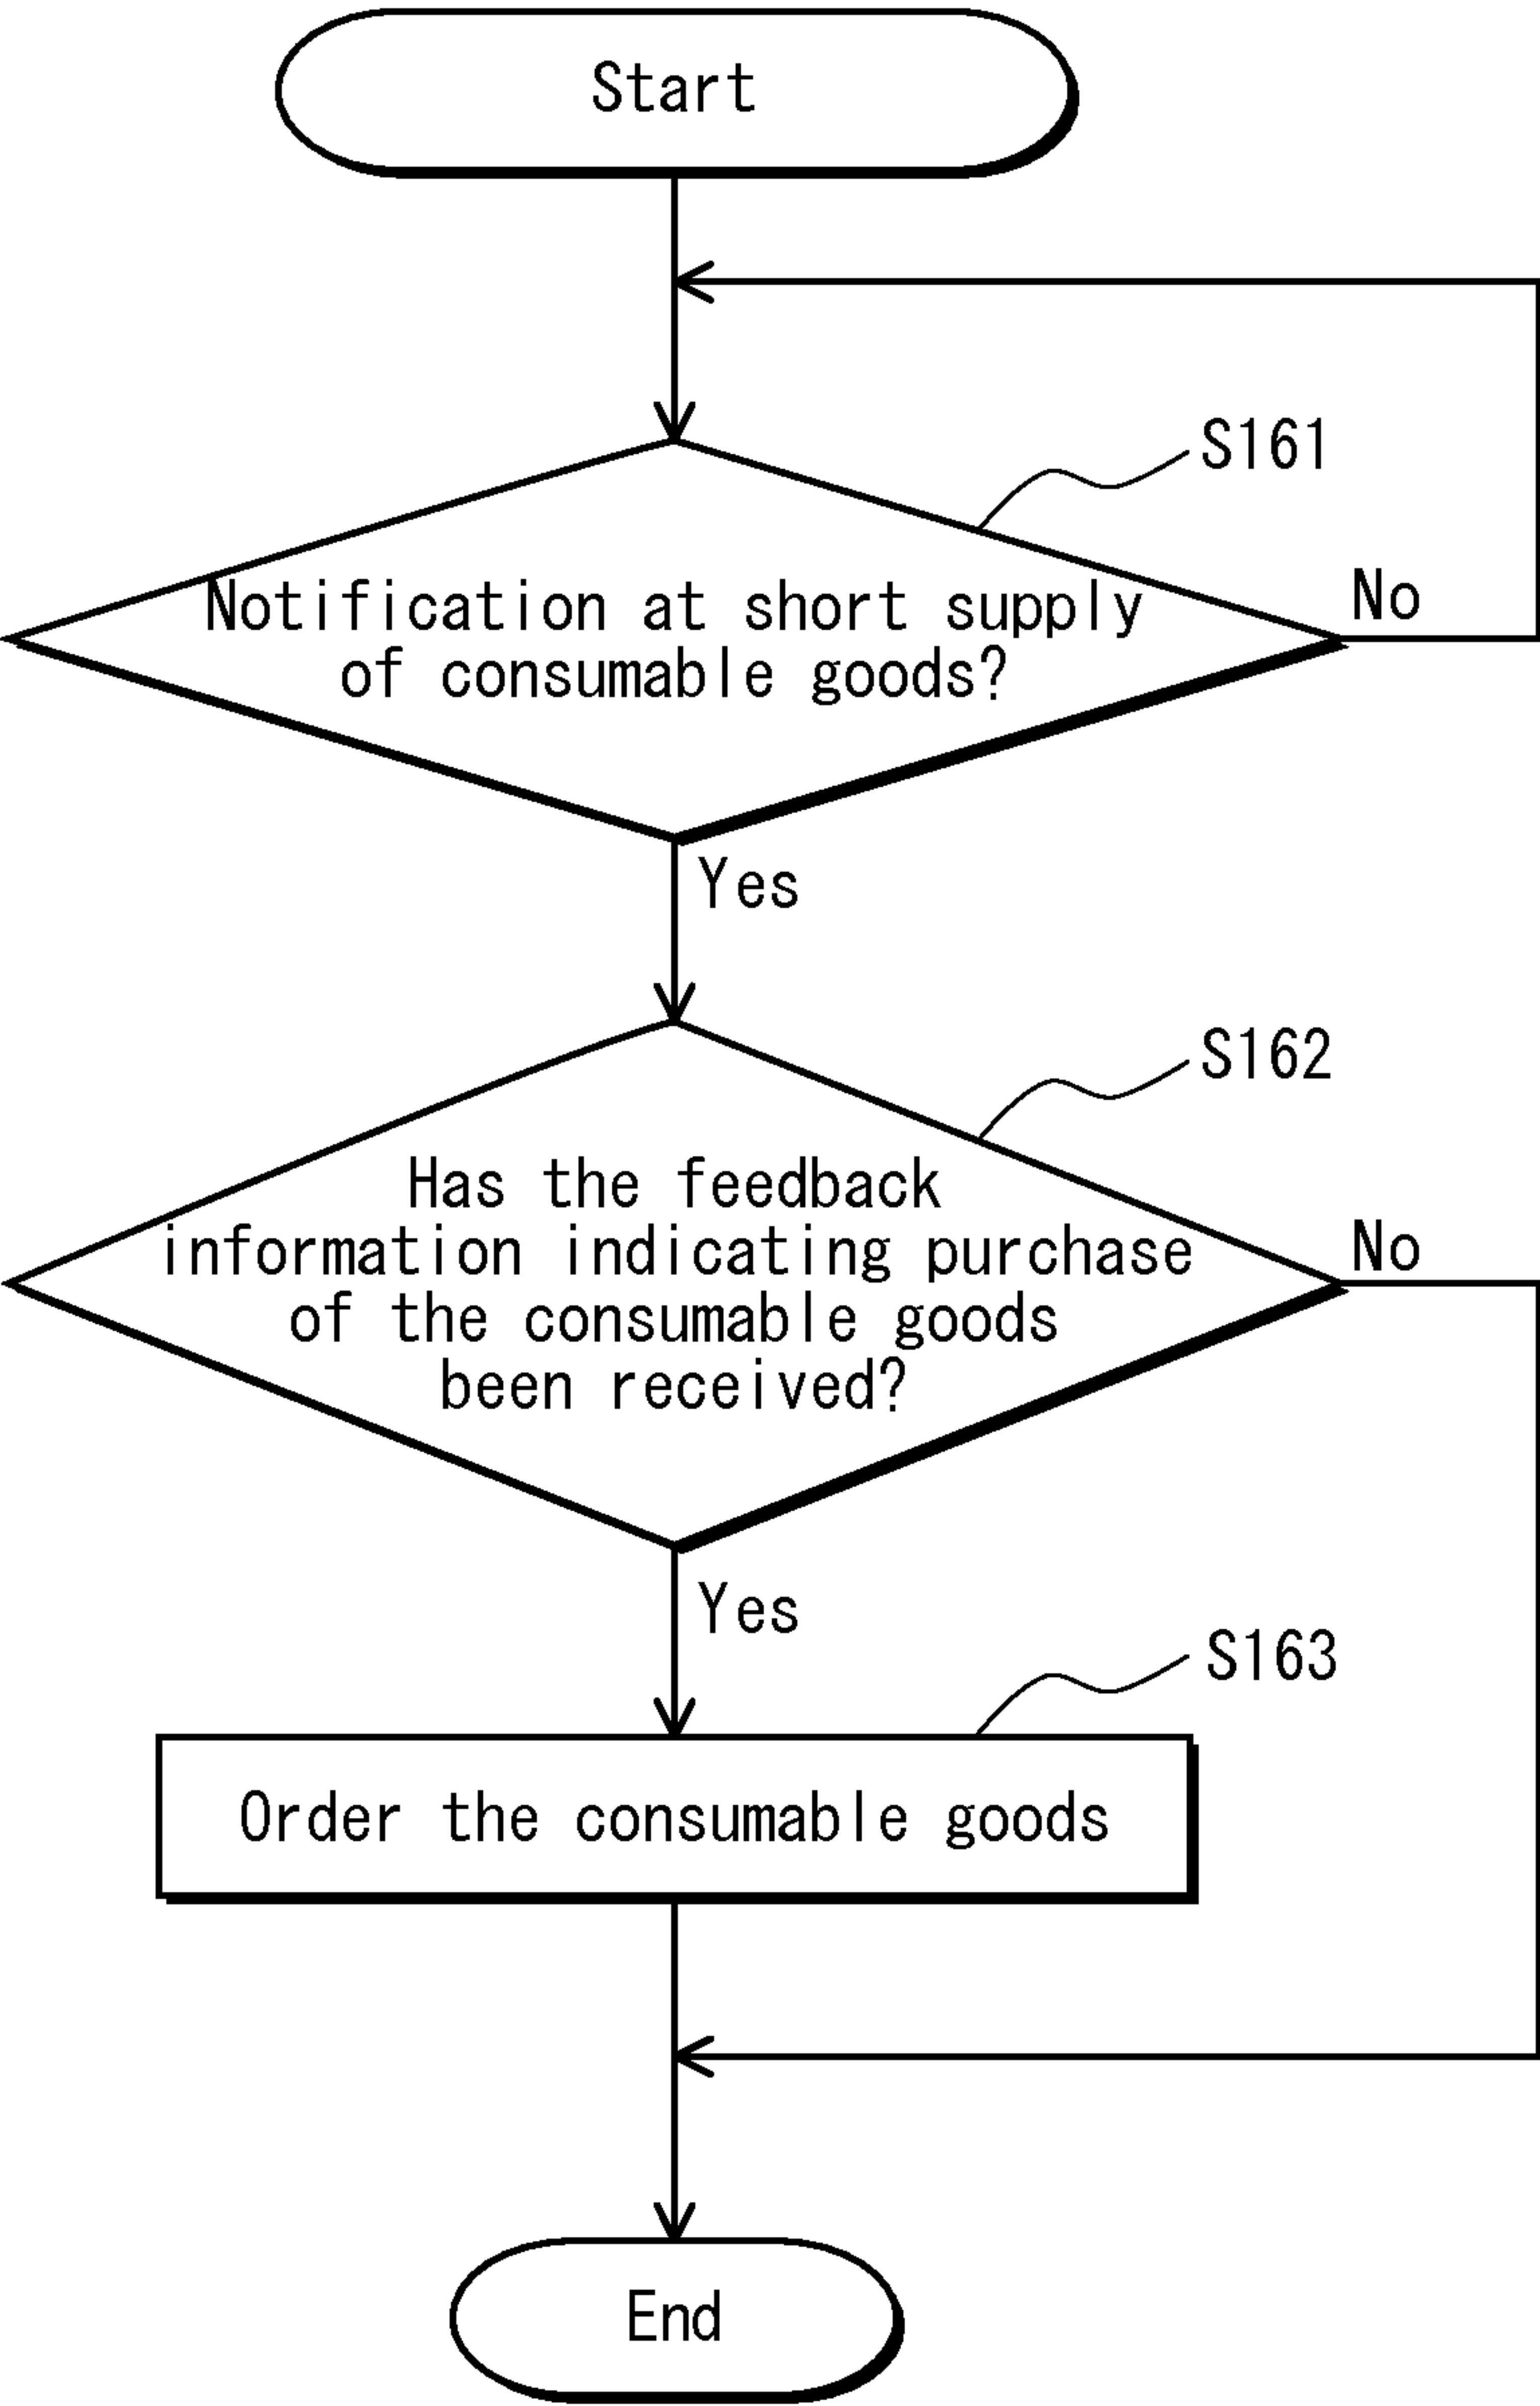 Start
S161
Notification at short supply
of consumable goods?
No
Yes
S162
Has the feedback
information indicating purchase
of the consumable goods
been received?
No
Yes
S163
Order the consumable goods
End